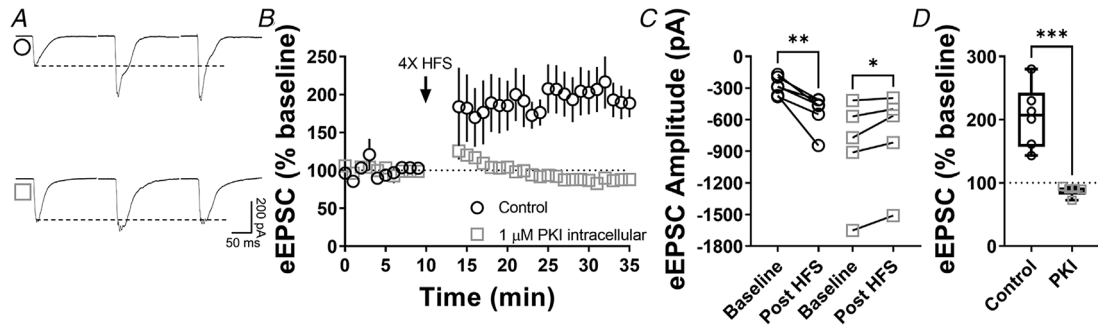 A
200 pA
50 ms
B
eEPSC (% baseline)
250
200
150
100
50
0
4X HFS
Control
1 μM PKI intracellular
0 5 10 15 20 25 30 35
Time (min)
C
eEPSC Amplitude (pA)
0
-300
-600
-900
-1200
-1500
-1800
**
*
Baseline
Post HFS
Baseline
Post HFS
D
eEPSC (% baseline)
300
200
100
0
***
Control
PKI